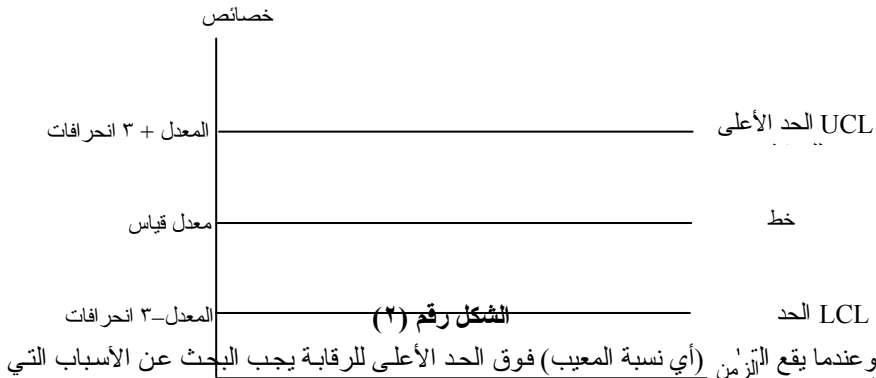 خصائص
UCL الحد الأعلى
المعدل + ٣ انحرافات
خط
معدل قياس
LCL الحد
المعدل–٣ انحرافات
الشكل رقم (٢)
وعندما يقع (أي نسبة المعيب) فوق الحد الأعلى للرقابة يجب البحث عن الأسباب التي
الزمن